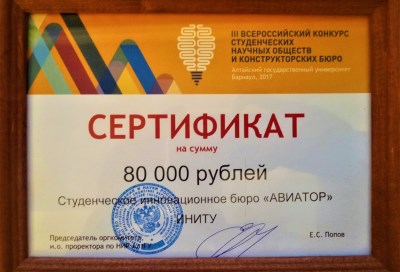 III ВСЕРОССИЙСКИЙ КОНКУРС
СТУДЕНЧЕСКИХ
НАУЧНЫХ ОБЩЕСТВ
И КОНСТРУКТОРСКИХ БЮРО
Алтайский государственный университет
Барнаул, 2017
СЕРТИФИКАТ
на сумму
80 000 рублей
Студенческое инновационное бюро «АВИАТОР»
ИНИТУ
Председатель оргкомитета,
и.о. проректора по НИР АлтГУ
Е.С. Попов